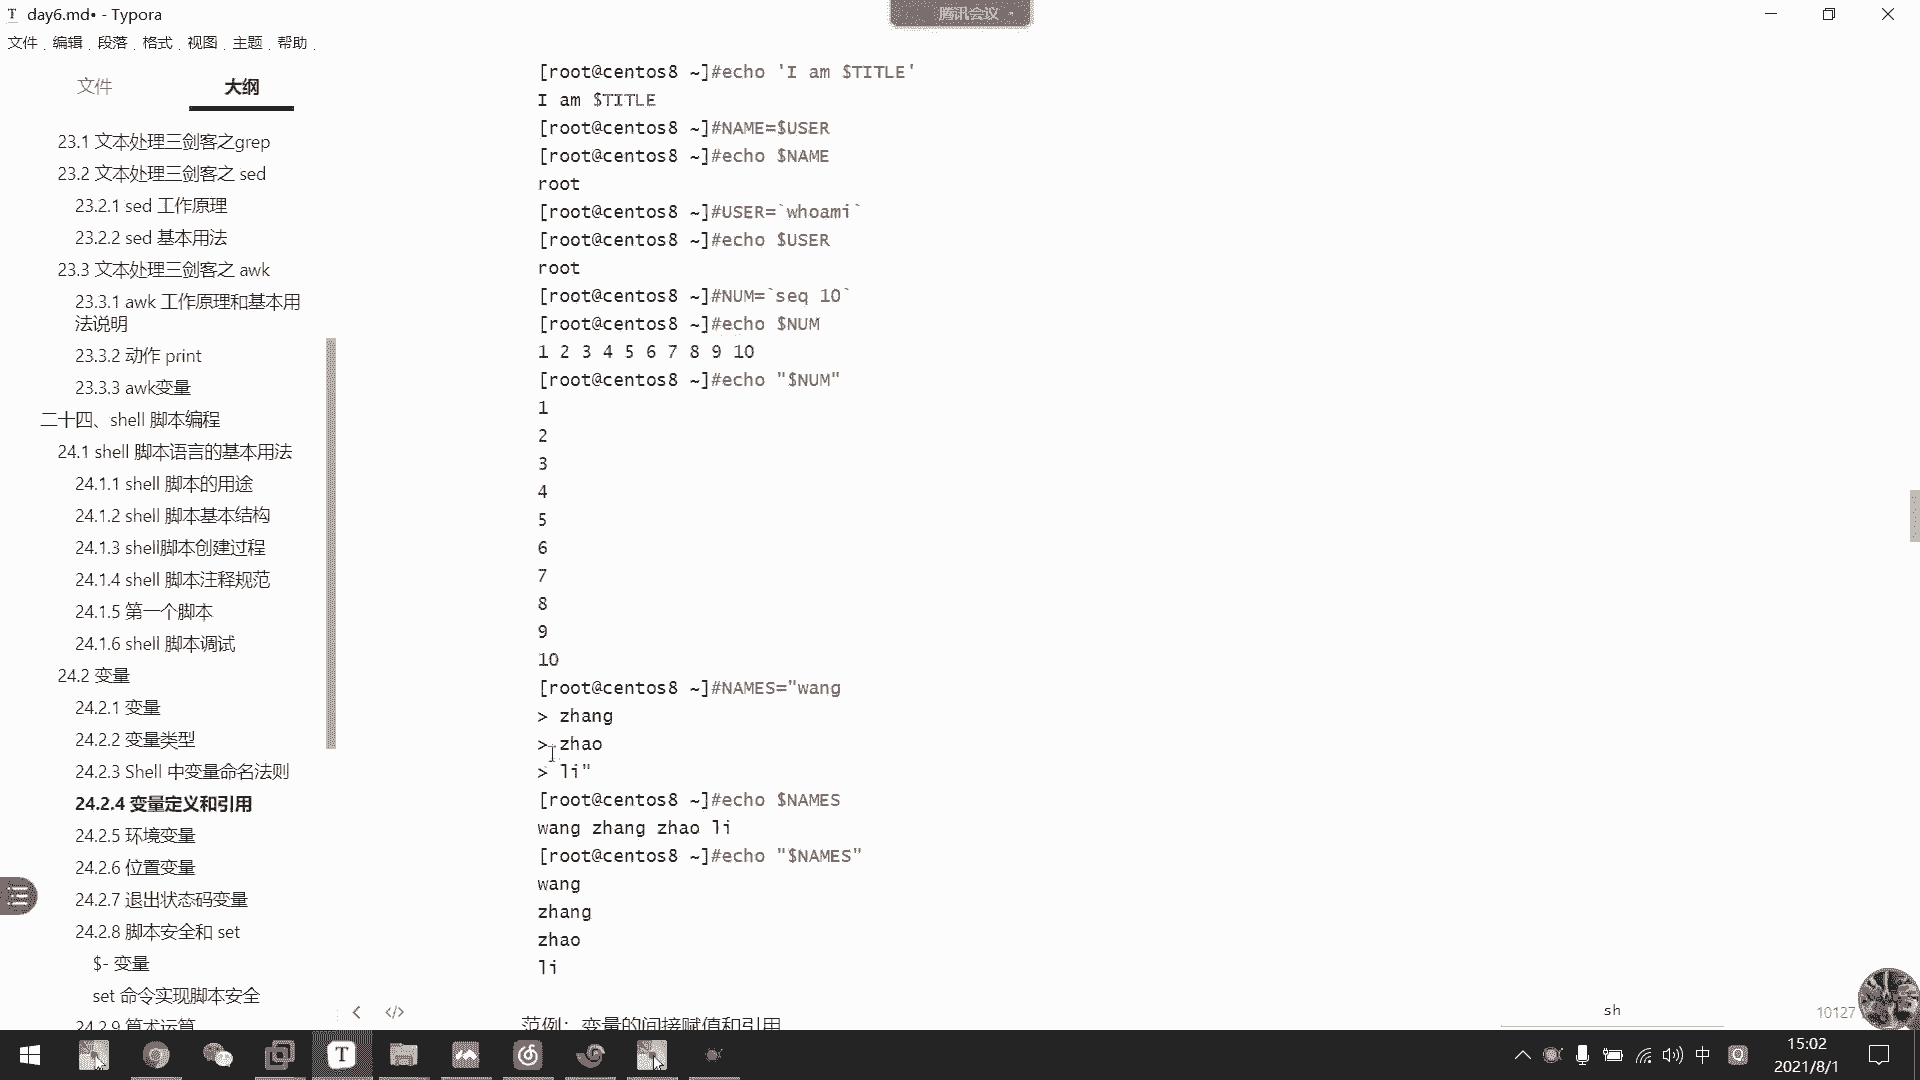 day6.md• - Typora
腾讯会议
文件 编辑 段落 格式 视图 主题 帮助
文件 大纲
23.1 文本处理三剑客之grep
23.2 文本处理三剑客之 sed
23.2.1 sed 工作原理
23.2.2 sed 基本用法
23.3 文本处理三剑客之 awk
23.3.1 awk 工作原理和基本用
法说明
23.3.2 动作 print
23.3.3 awk变量
二十四、shell 脚本编程
24.1 shell 脚本语言的基本用法
24.1.1 shell 脚本的用途
24.1.2 shell 脚本基本结构
24.1.3 shell脚本创建过程
24.1.4 shell 脚本注释规范
24.1.5 第一个脚本
24.1.6 shell 脚本调试
24.2 变量
24.2.1 变量
24.2.2 变量类型
24.2.3 Shell 中变量命名法则
24.2.4 变量定义和引用
24.2.5 环境变量
24.2.6 位置变量
24.2.7 退出状态码变量
24.2.8 脚本安全和 set
$- 变量
set 命令实现脚本安全
24.2.9 算术运算
[root@centos8 ~]#echo 'I am $TITLE'
I am $TITLE
[root@centos8 ~]#NAME=$USER
[root@centos8 ~]#echo $NAME
root
[root@centos8 ~]#USER=`whoami`
[root@centos8 ~]#echo $USER
root
[root@centos8 ~]#NUM=`seq 10`
[root@centos8 ~]#echo $NUM
1 2 3 4 5 6 7 8 9 10
[root@centos8 ~]#echo "$NUM"
1
2
3
4
5
6
7
8
9
10
[root@centos8 ~]#NAMES="wang
> zhang
> zhao
> li"
[root@centos8 ~]#echo $NAMES
wang zhang zhao li
[root@centos8 ~]#echo "$NAMES"
wang
zhang
zhao
li
范例：变量的间接赋值和引用
sh
10127
中
15:02
2021/8/1